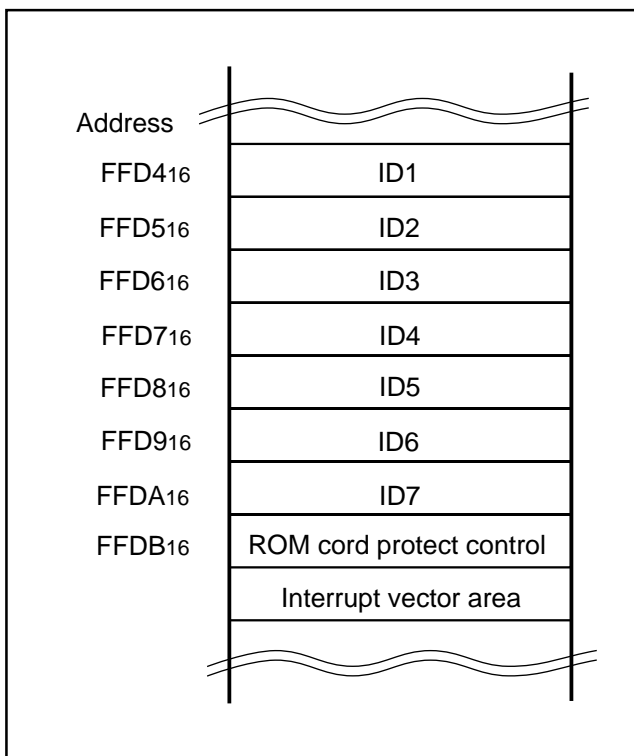 Address
FFD416 ID1
FFD516 ID2
FFD616 ID3
FFD716 ID4
FFD816 ID5
FFD916 ID6
FFDA16 ID7
FFDB16 ROM cord protect control
Interrupt vector area